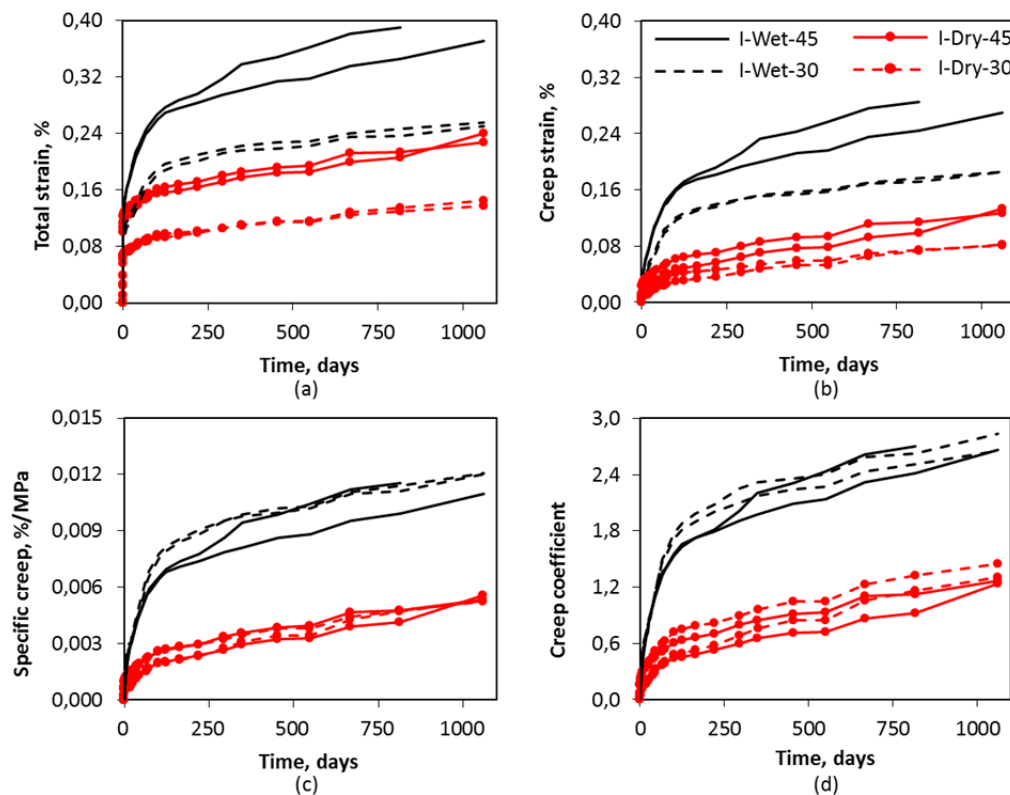 0,40
0,32
0,24
0,16
0,08
0,00
Total strain, %
0 250 500 750 1000
Time, days
(a)
0,40
0,32
0,24
0,16
0,08
0,00
Creep strain, %
I-Wet-45 I-Dry-45
I-Wet-30 I-Dry-30
0 250 500 750 1000
Time, days
(b)
0,015
0,012
0,009
0,006
0,003
0,000
Specific creep, %/MPa
0 250 500 750 1000
Time, days
(c)
3,0
2,4
1,8
1,2
0,6
0,0
Creep coefficient
0 250 500 750 1000
Time, days
(d)